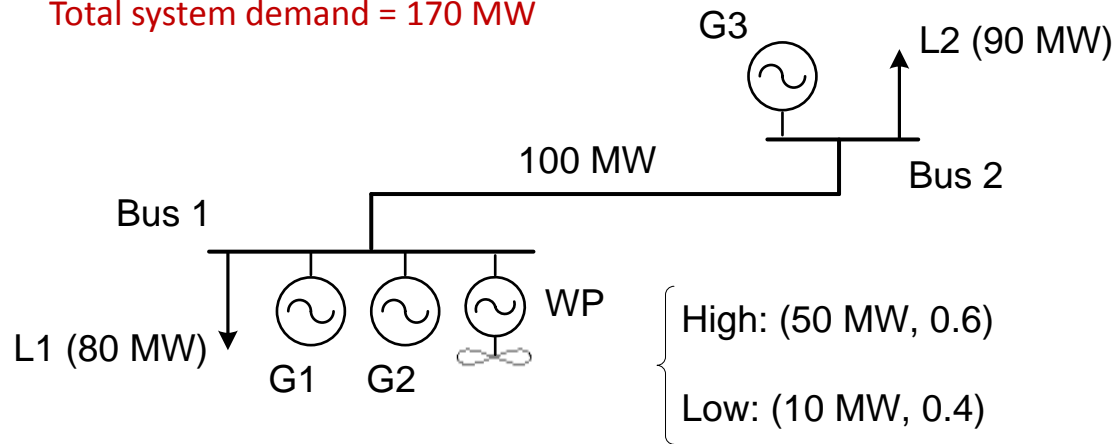 Total system demand = 170 MW
G3
L2 (90 MW)
100 MW
Bus 2
Bus 1
WP
High: (50 MW, 0.6)
L1 (80 MW)
G1
G2
Low: (10 MW, 0.4)